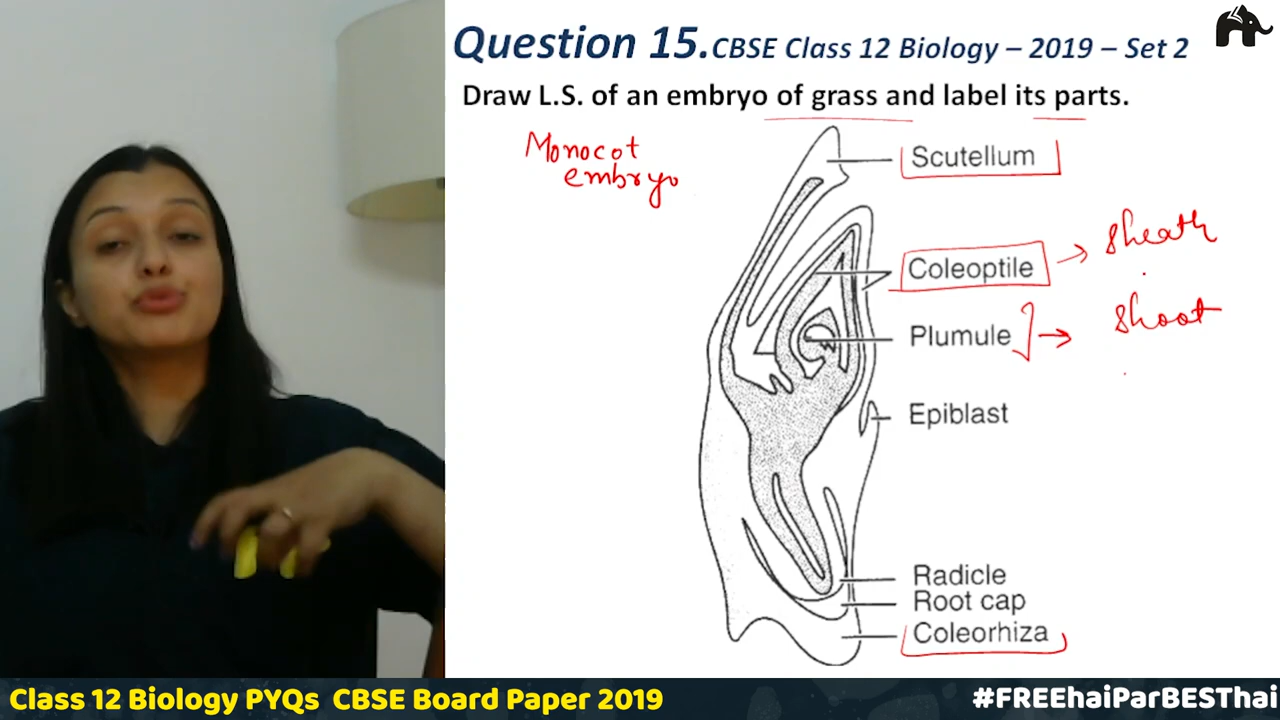 Question 15.CBSE Class 12 Biology – 2019 – Set 2
Draw L.S. of an embryo of grass and label its parts.
Monocot
embryo
Scutellum
Coleoptile → Sheath
Plumule } → Shoot
Epiblast
Radicle
Root cap
Coleorhiza
Class 12 Biology PYQs CBSE Board Paper 2019
#FREEhaiParBESThai